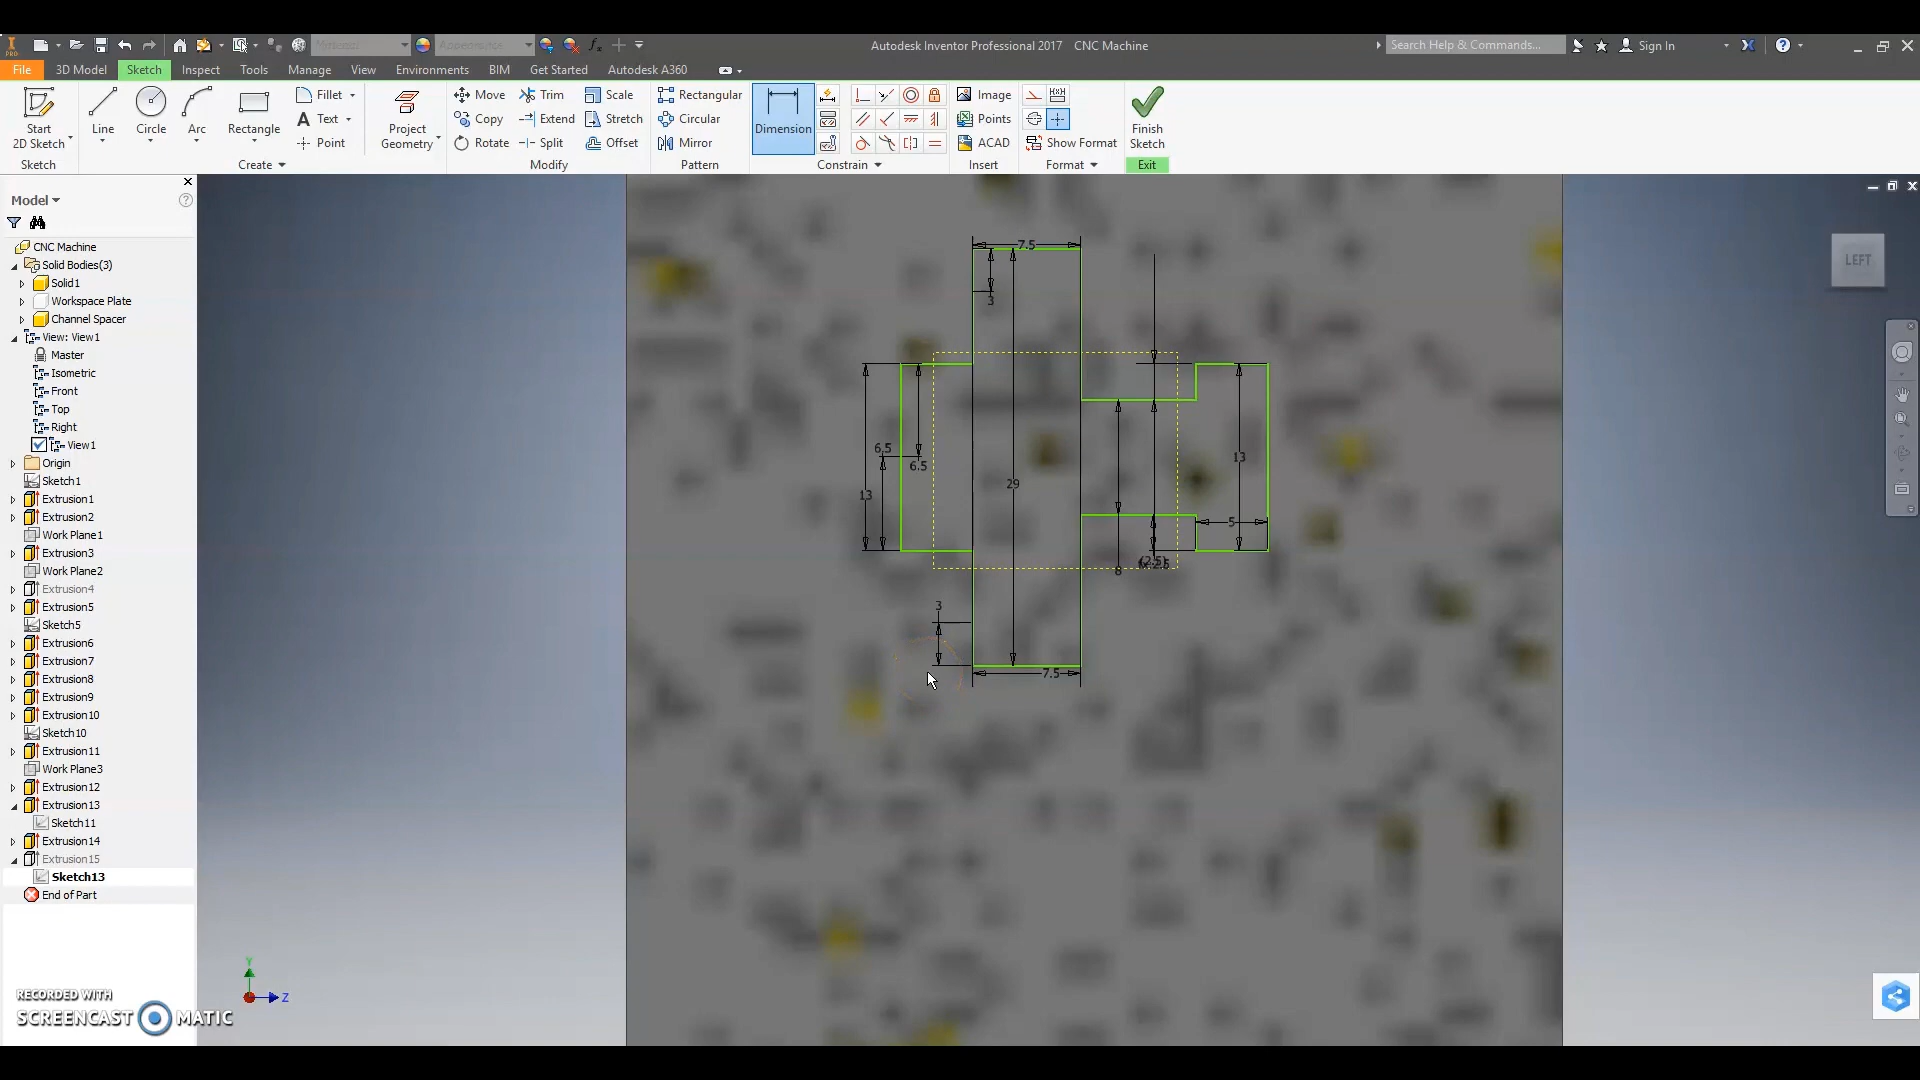 Material
Appearance
Autodesk Inventor Professional 2017 CNC Machine
Search Help & Commands...
Sign In
PRO
File 3D Model Sketch Inspect Tools Manage View Environments BIM Get Started Autodesk A360
Start
2D Sketch
Line
Circle
Arc
Rectangle
Fillet
Text
Point
Project
Geometry
Move
Copy
Rotate
Trim
Extend
Split
Scale
Stretch
Offset
Rectangular
Circular
Mirror
Dimension
Image
Points
ACAD
Show Format
Finish
Sketch
Sketch
Create
Modify
Pattern
Constrain
Insert
Format
Exit
Model
CNC Machine
Solid Bodies(3)
Solid1
Workspace Plate
Channel Spacer
View: View1
Master
Isometric
Front
Top
Right
View1
Origin
Sketch1
Extrusion1
Extrusion2
Work Plane1
Extrusion3
Work Plane2
Extrusion4
Extrusion5
Sketch5
Extrusion6
Extrusion7
Extrusion8
Extrusion9
Extrusion10
Sketch10
Extrusion11
Work Plane3
Extrusion12
Extrusion13
Sketch11
Extrusion14
Extrusion15
Sketch13
End of Part
7.5
3
6.5
6.5
13
29
13
5
8
3
7.5
LEFT
Y
Z
RECORDED WITH
SCREENCAST MATIC